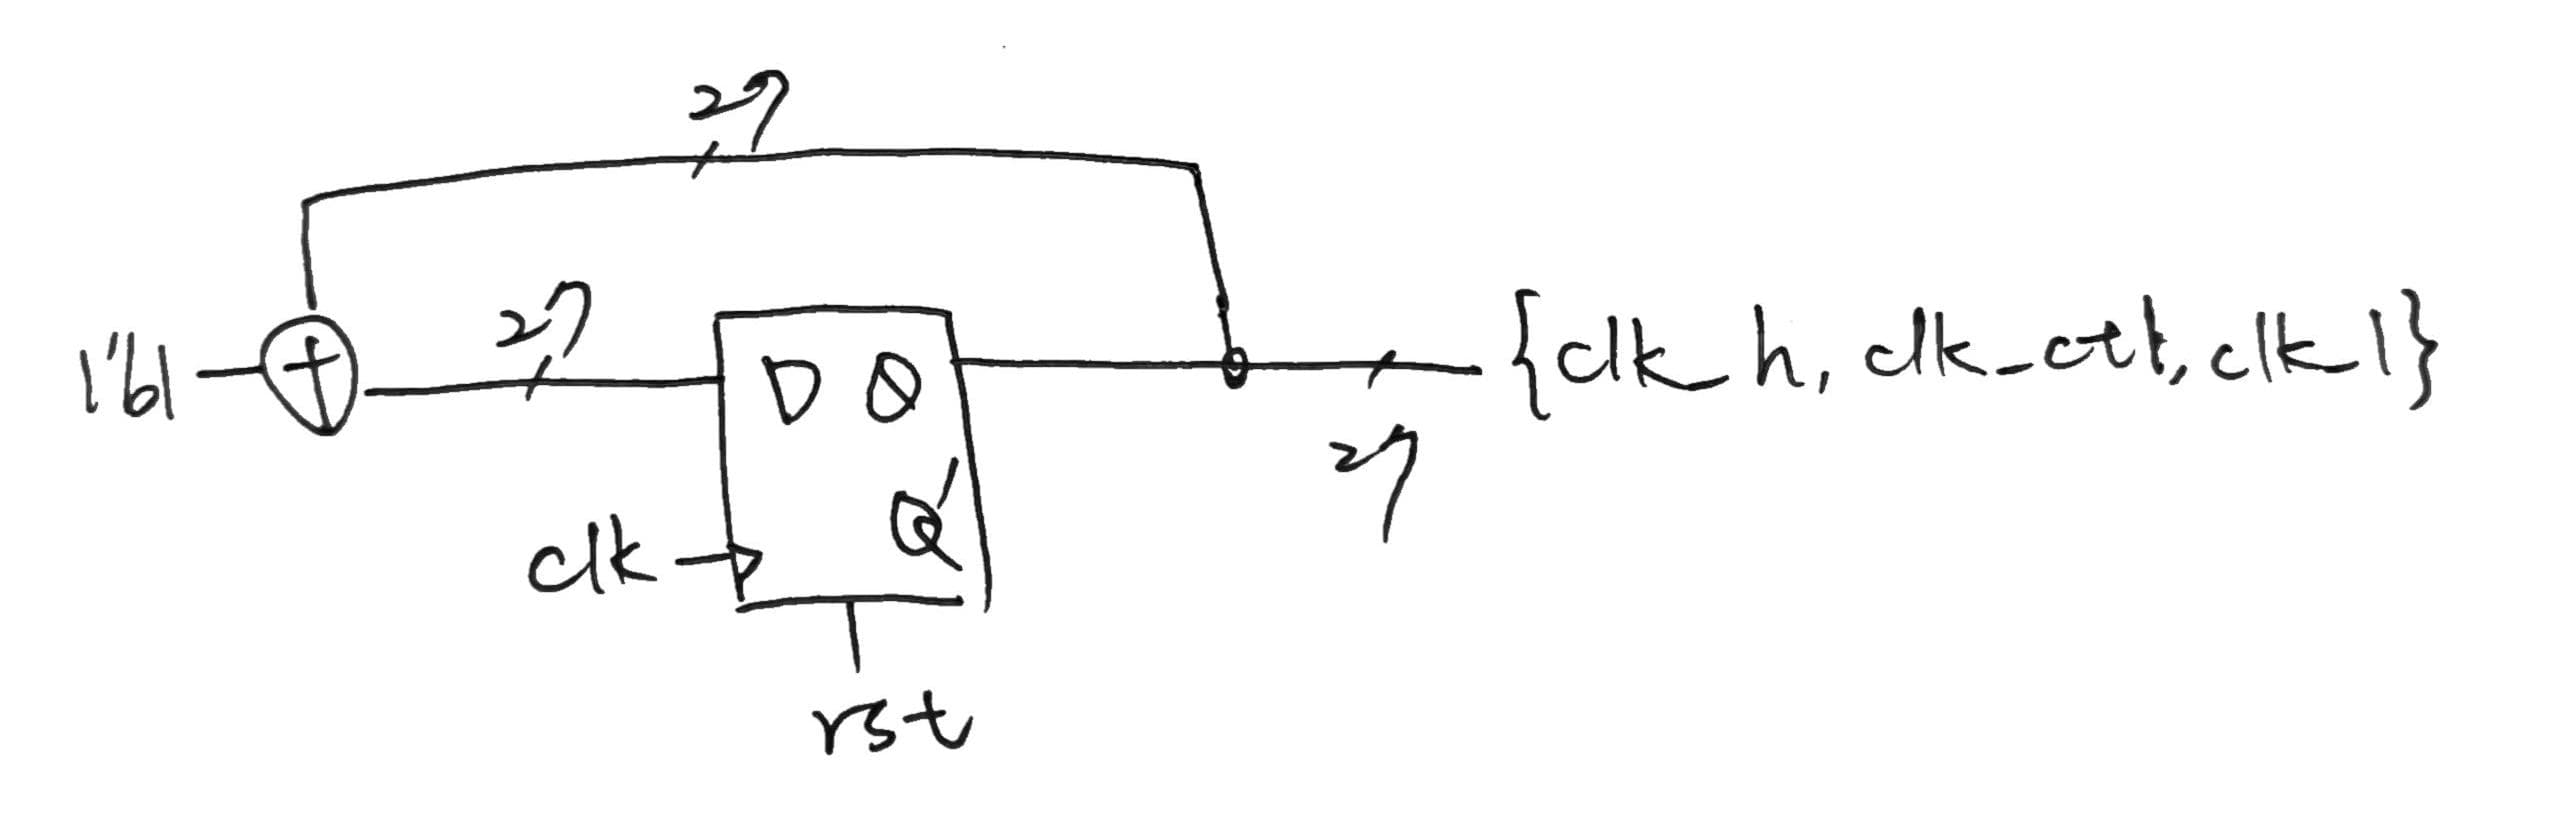 27
27
1'b1
+
D Q
{clk_h, clk_ctl, clk_l}
27
Q'
clk
rst